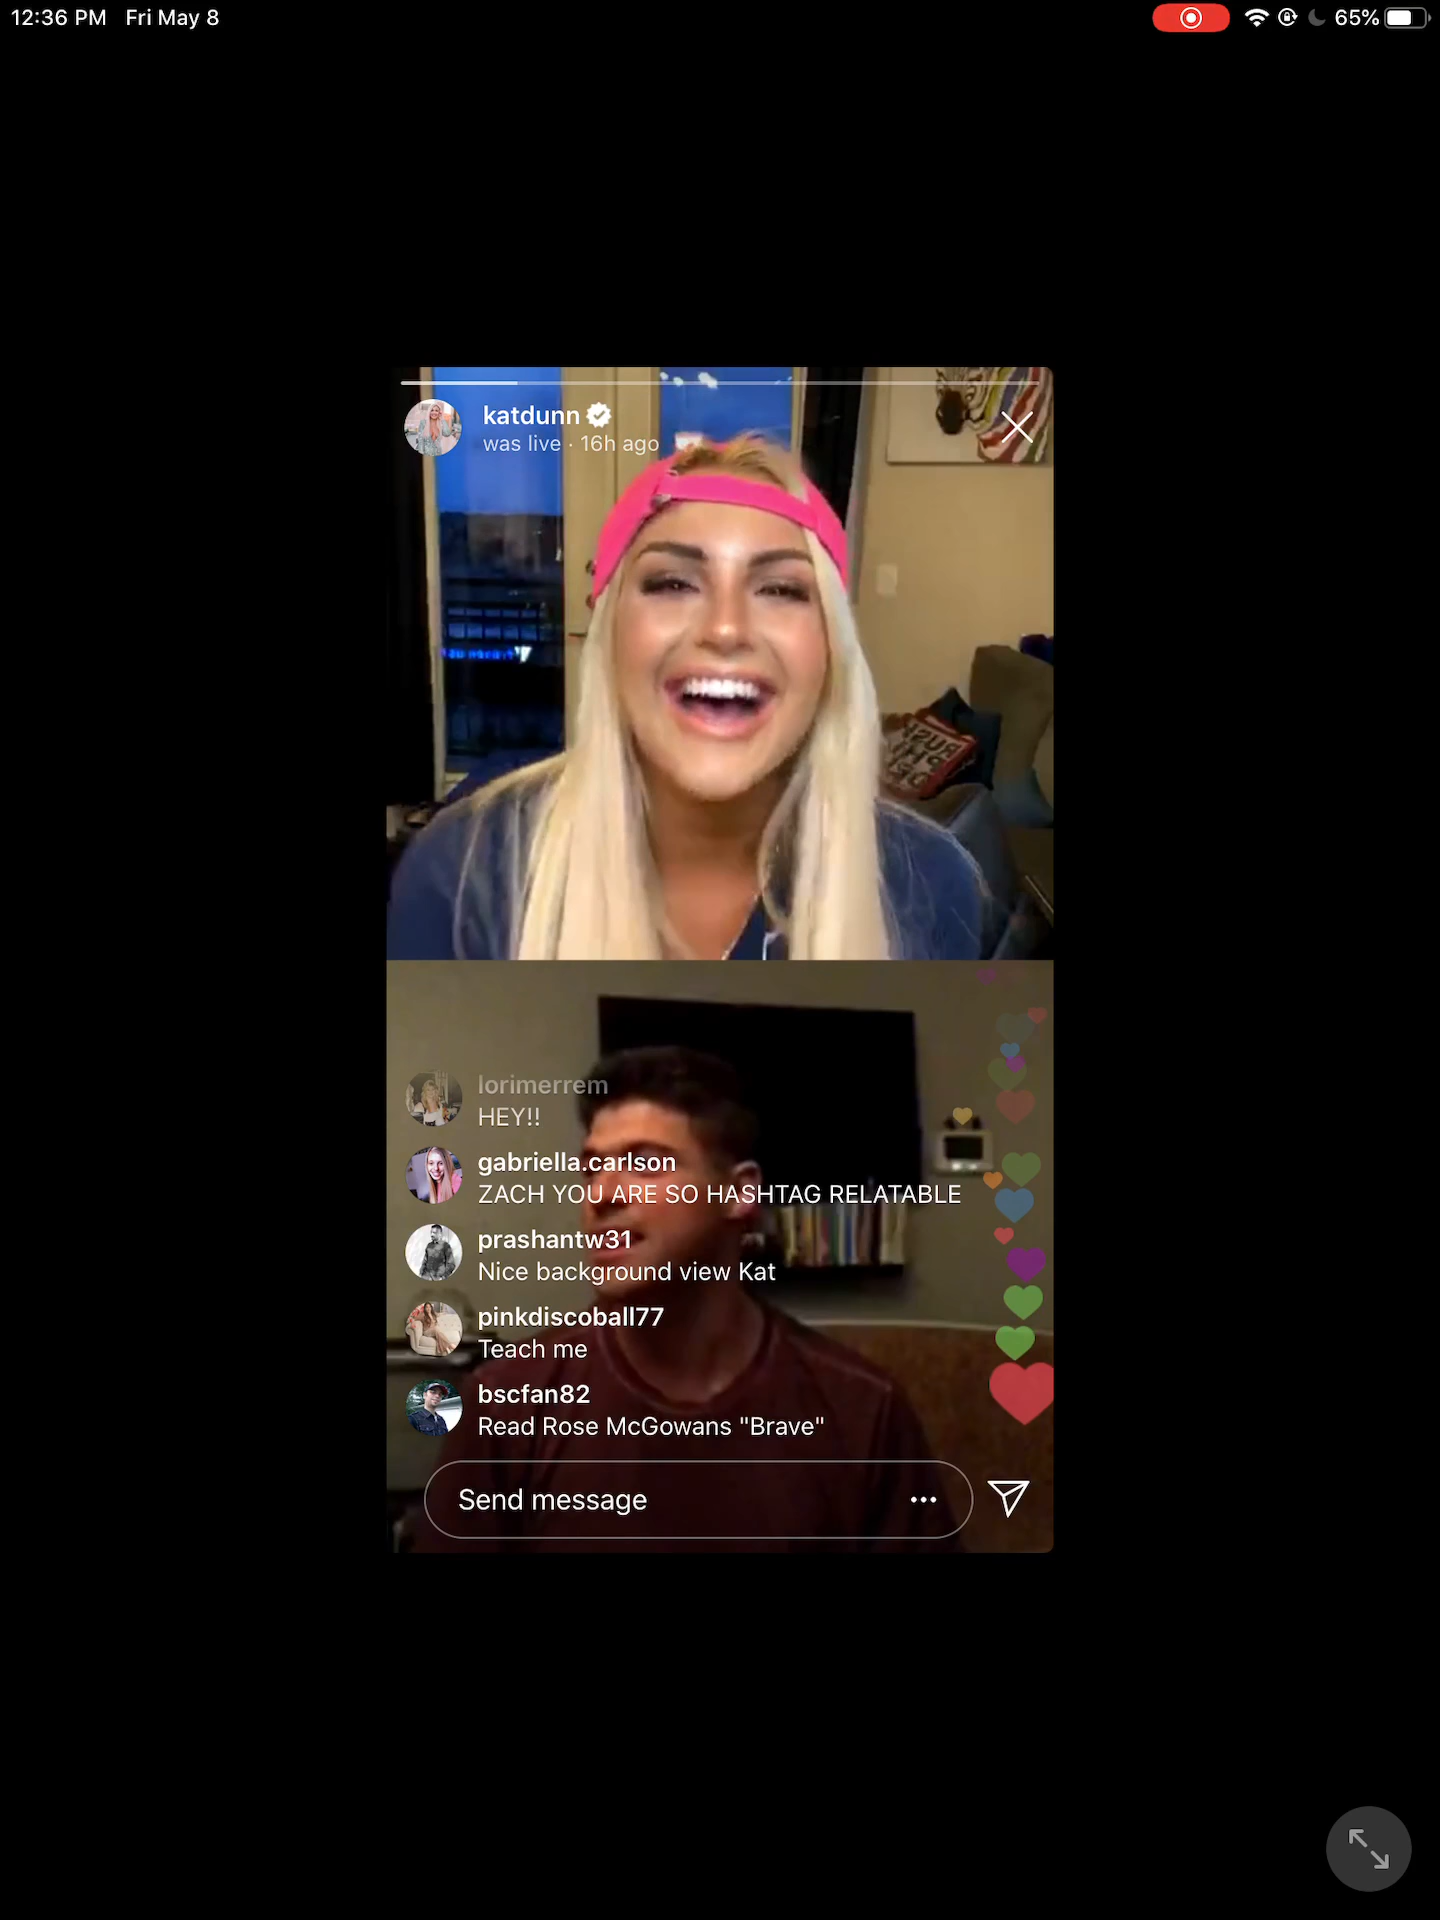 12:36 PM Fri May 8
65%
katdunn
was live · 16h ago
lorimerrem
HEY!!
gabriella.carlson
ZACH YOU ARE SO HASHTAG RELATABLE
prashantw31
Nice background view Kat
pinkdiscoball77
Teach me
bscfan82
Read Rose McGowans "Brave"
Send message